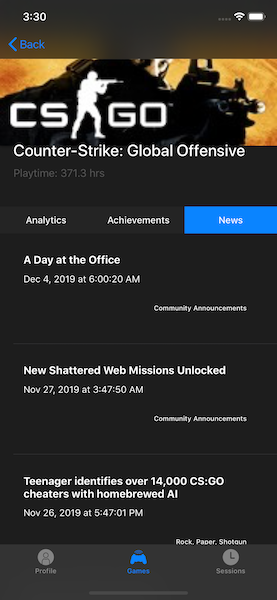 3:30
Back
CS GO
Counter-Strike: Global Offensive
Playtime: 371.3 hrs
Analytics
Achievements
News
A Day at the Office
Dec 4, 2019 at 6:00:20 AM
Community Announcements
New Shattered Web Missions Unlocked
Nov 27, 2019 at 3:47:50 AM
Community Announcements
Teenager identifies over 14,000 CS:GO
cheaters with homebrewed AI
Nov 26, 2019 at 5:47:01 PM
Rock, Paper, Shotgun
Profile
Games
Sessions